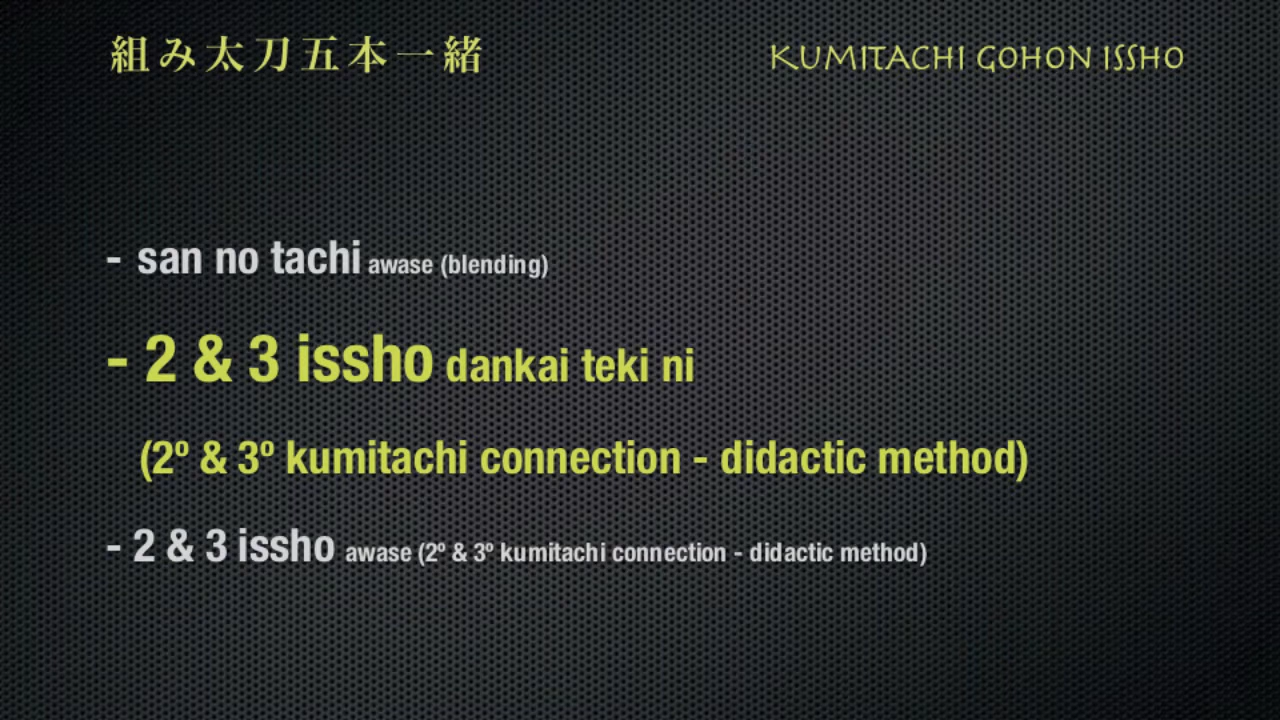 組み太刀五本一緒
KUMITACHI GOHON ISSHO
- san no tachi awase (blending)
- 2 & 3 issho dankai teki ni
(2º & 3º kumitachi connection - didactic method)
- 2 & 3 issho awase (2º & 3º kumitachi connection - didactic method)